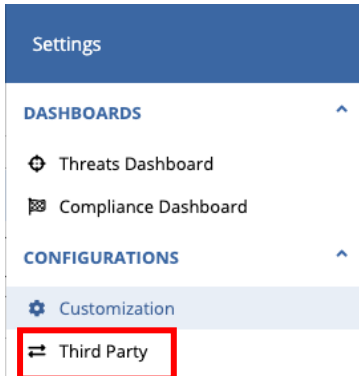 Settings
DASHBOARDS
Threats Dashboard
Compliance Dashboard
CONFIGURATIONS
Customization
Third Party